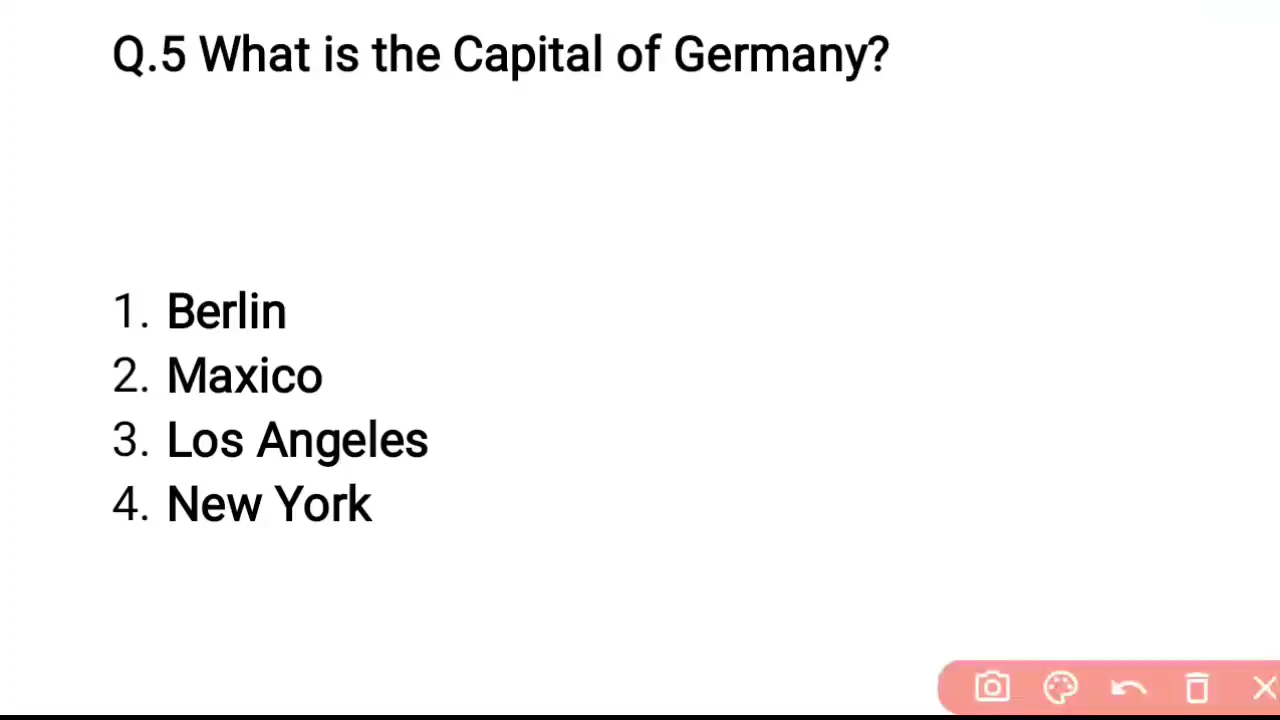 Q.5 What is the Capital of Germany?
1. Berlin
2. Maxico
3. Los Angeles
4. New York